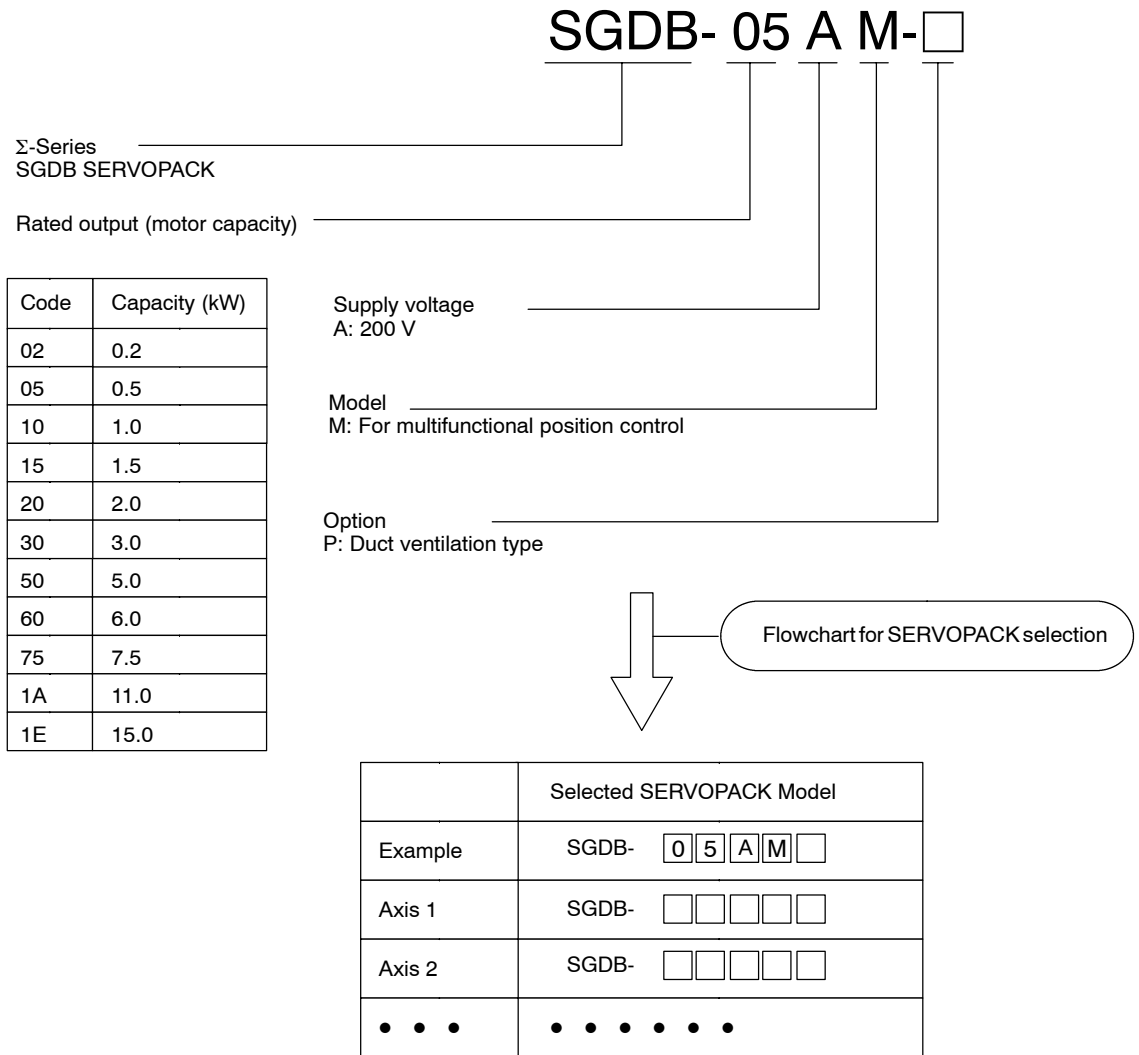 SGDB- 05 A M-□
Σ-Series
SGDB SERVOPACK
Rated output (motor capacity)
Code Capacity (kW)
02 0.2
05 0.5
10 1.0
15 1.5
20 2.0
30 3.0
50 5.0
60 6.0
75 7.5
1A 11.0
1E 15.0
Supply voltage
A: 200 V
Model
M: For multifunctional position control
Option
P: Duct ventilation type
Flowchart for SERVOPACK selection
Selected SERVOPACK Model
Example SGDB- 0 5 A M □
Axis 1 SGDB- □□□□□
Axis 2 SGDB- □□□□□
• • • • • • • • •